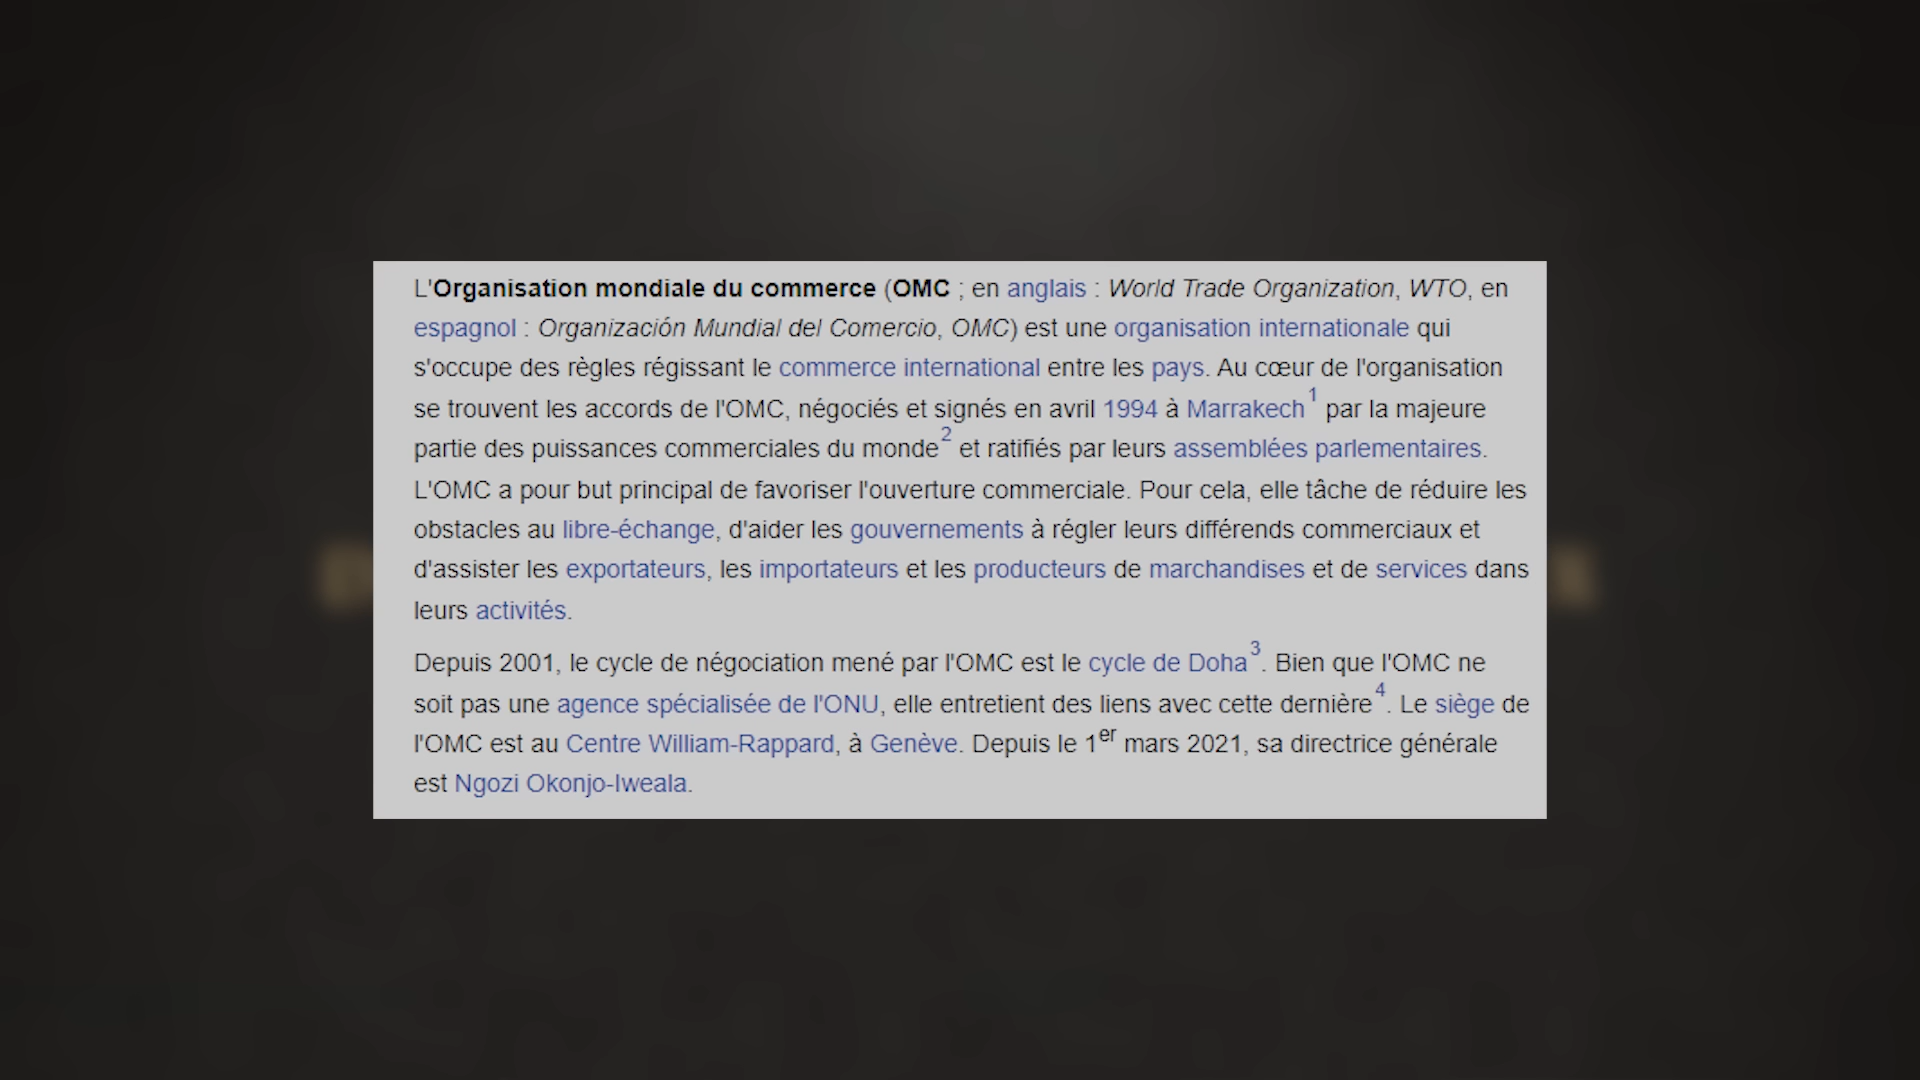 L'Organisation mondiale du commerce (OMC ; en anglais : World Trade Organization, WTO, en
espagnol : Organización Mundial del Comercio, OMC) est une organisation internationale qui
s'occupe des règles régissant le commerce international entre les pays. Au cœur de l'organisation
se trouvent les accords de l'OMC, négociés et signés en avril 1994 à Marrakech1 par la majeure
partie des puissances commerciales du monde2 et ratifiés par leurs assemblées parlementaires.
L'OMC a pour but principal de favoriser l'ouverture commerciale. Pour cela, elle tâche de réduire les
obstacles au libre-échange, d'aider les gouvernements à régler leurs différends commerciaux et
d'assister les exportateurs, les importateurs et les producteurs de marchandises et de services dans
leurs activités.
Depuis 2001, le cycle de négociation mené par l'OMC est le cycle de Doha3. Bien que l'OMC ne
soit pas une agence spécialisée de l'ONU, elle entretient des liens avec cette dernière4. Le siège de
l'OMC est au Centre William-Rappard, à Genève. Depuis le 1er mars 2021, sa directrice générale
est Ngozi Okonjo-Iweala.